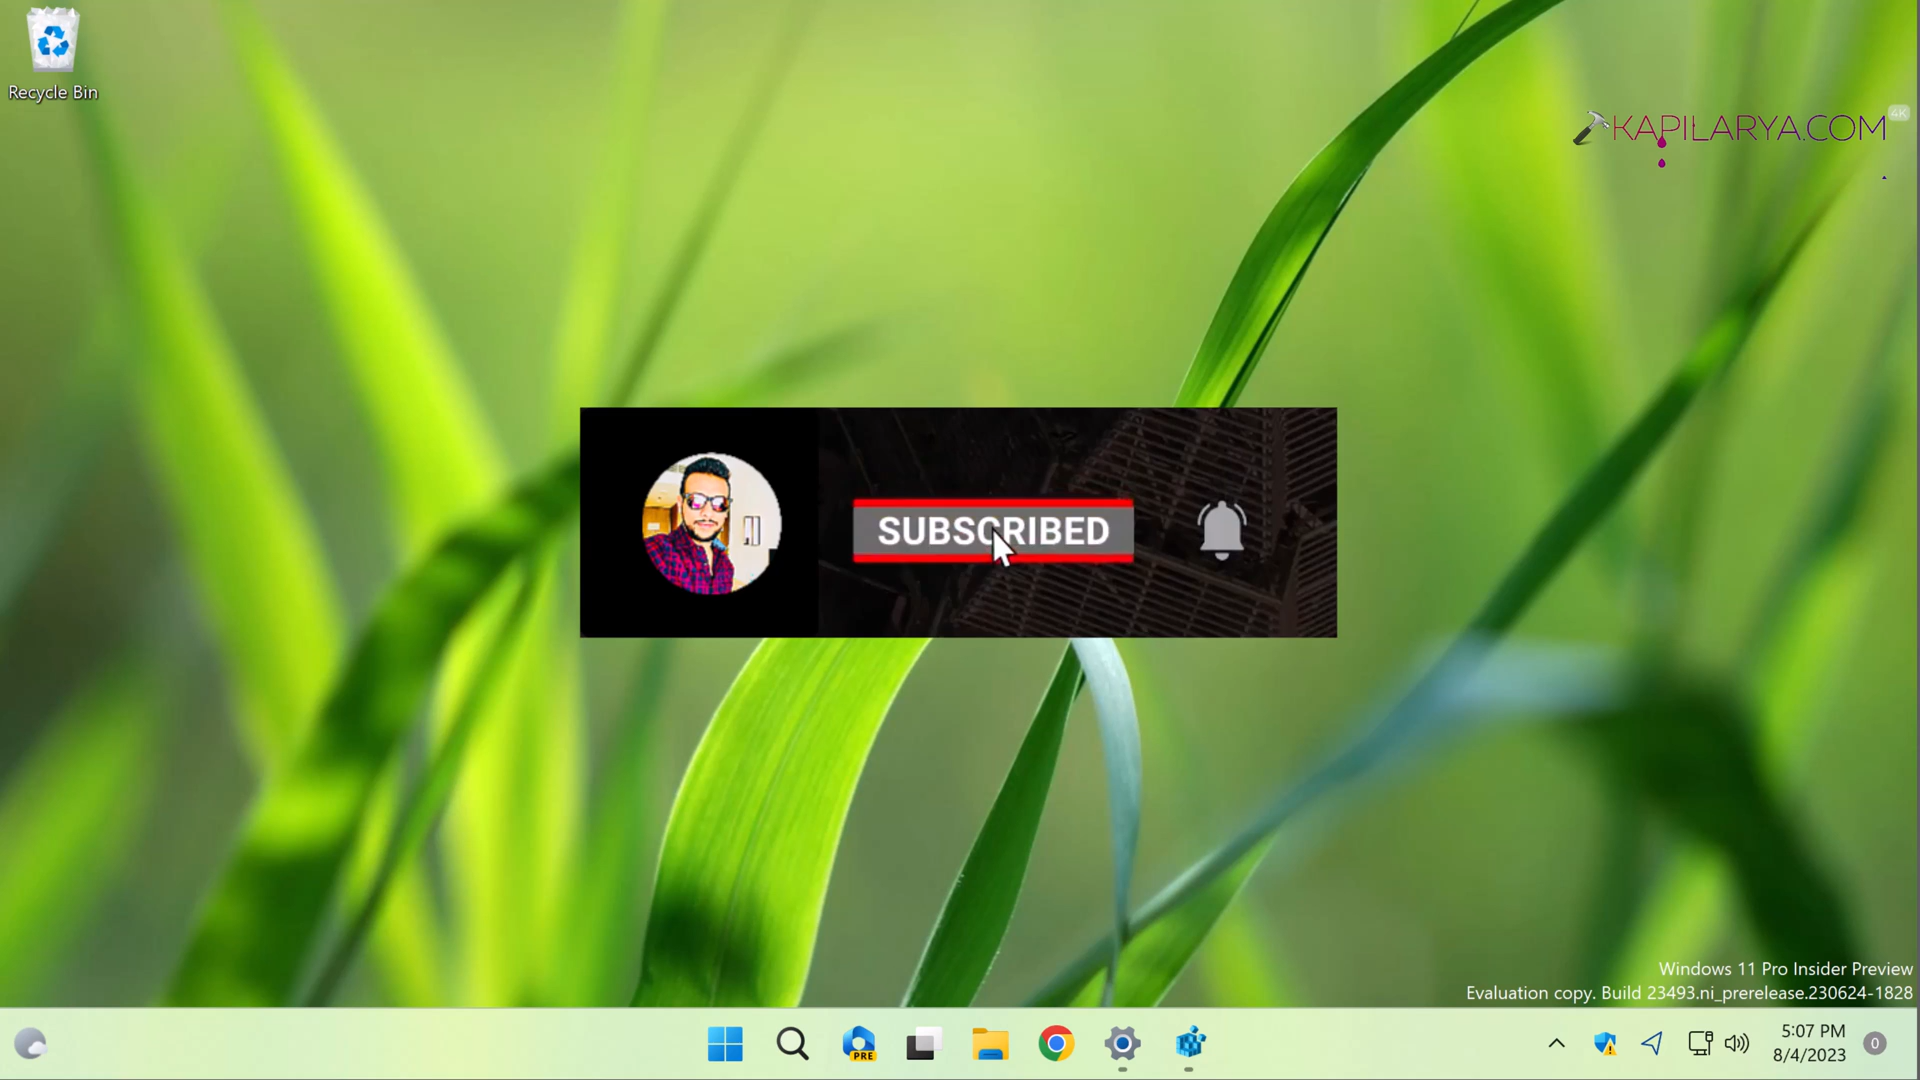 Recycle Bin
KAPILARYA.COM
4K
SUBSCRIBED
Windows 11 Pro Insider Preview
Evaluation copy. Build 23493.ni_prerelease.230624-1828
PRE
5:07 PM
8/4/2023
0